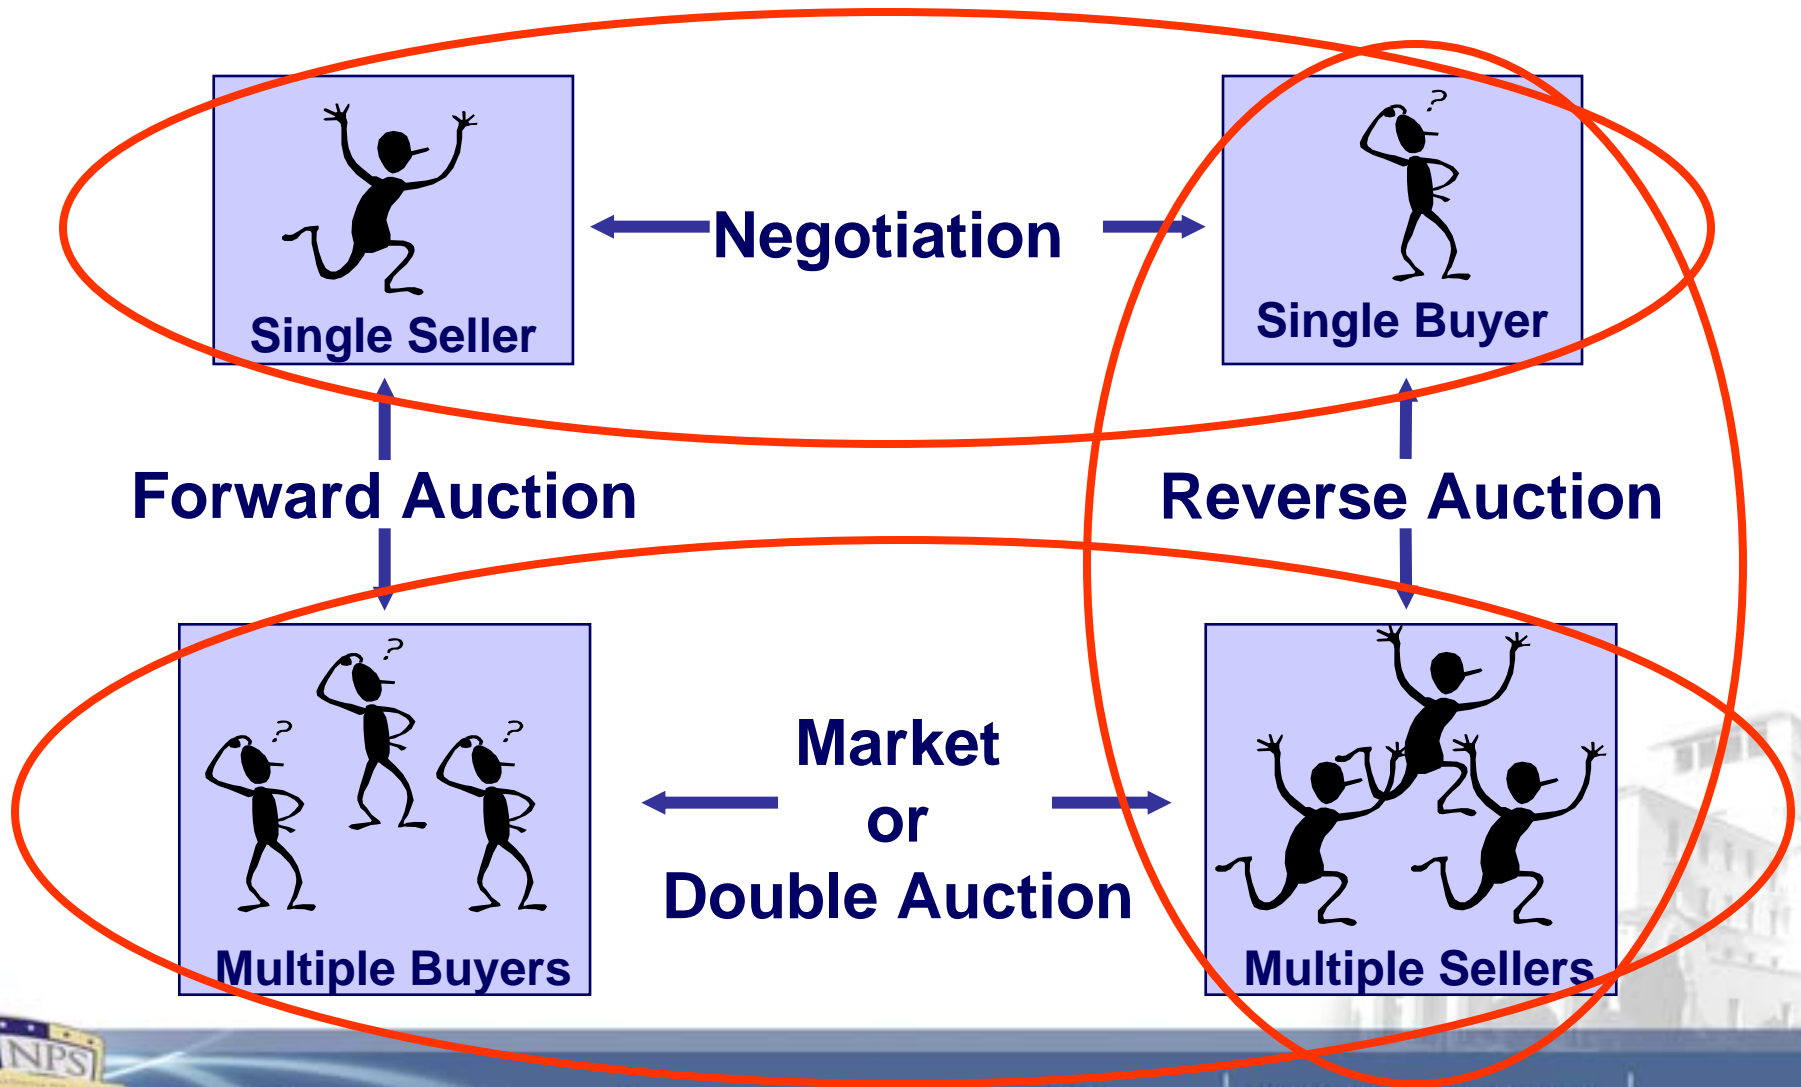 ?
Negotiation
Single Seller
Single Buyer
Forward Auction
Reverse Auction
?
?
?
Market
or
Double Auction
Multiple Buyers
Multiple Sellers
NPS